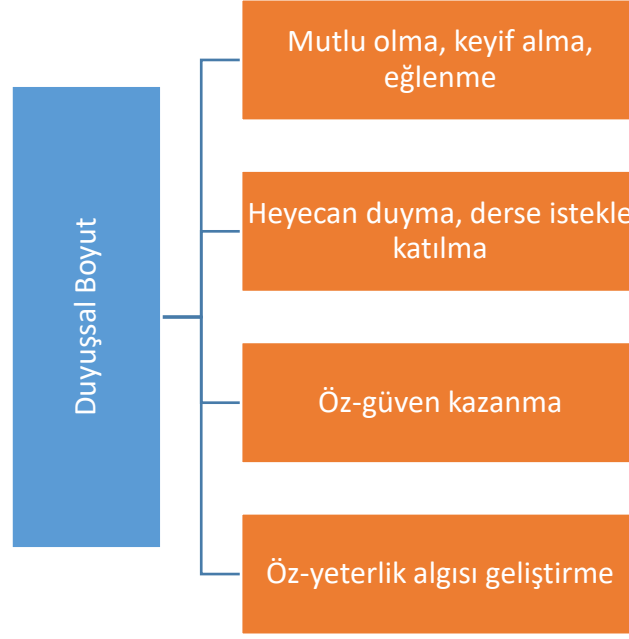 Duyuşsal Boyut
Mutlu olma, keyif alma,
eğlenme
Heyecan duyma, derse istekle
katılma
Öz-güven kazanma
Öz-yeterlik algısı geliştirme